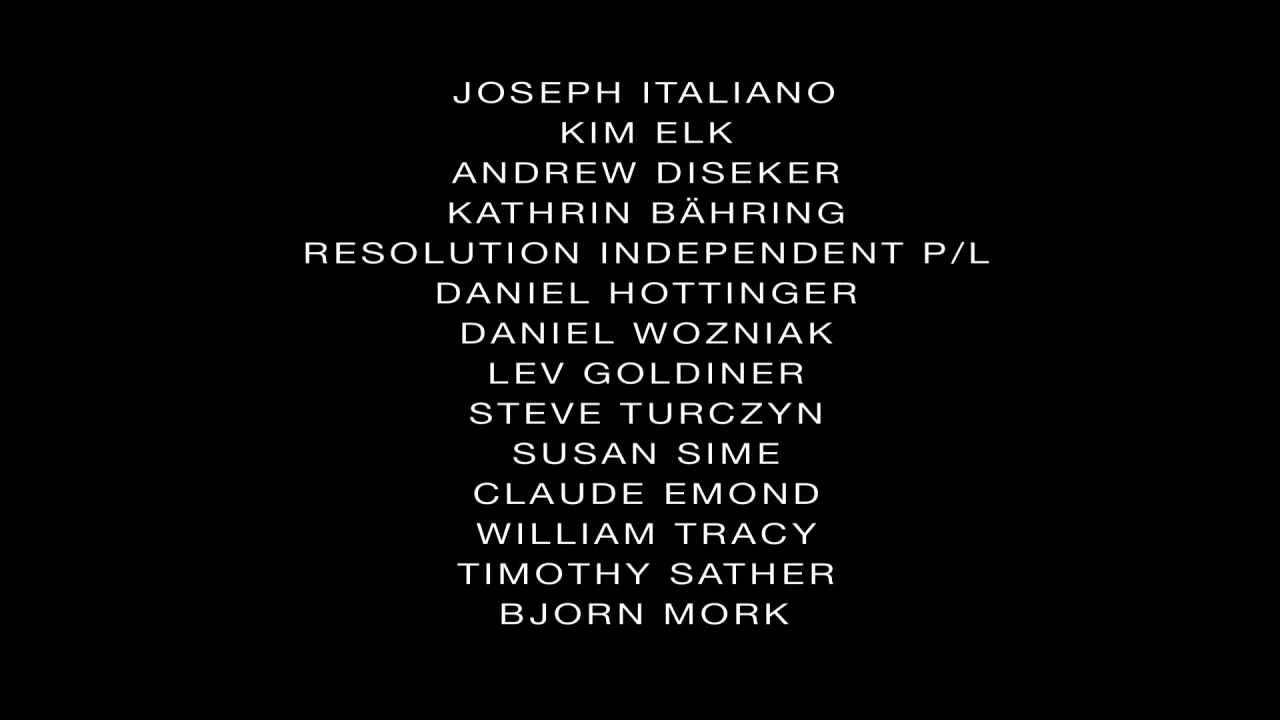 JOSEPH ITALIANO
KIM ELK
ANDREW DISEKER
KATHRIN BÄHRING
RESOLUTION INDEPENDENT P/L
DANIEL HOTTINGER
DANIEL WOZNIAK
LEV GOLDINER
STEVE TURCZYN
SUSAN SIME
CLAUDE EMOND
WILLIAM TRACY
TIMOTHY SATHER
BJORN MORK